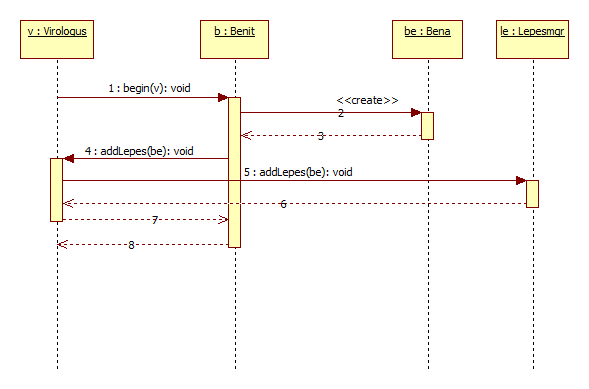 v : Virologus
b : Benit
be : Bena
le : Lepesmgr
1 : begin(v): void
<<create>>
2
3
4 : addLepes(be): void
5 : addLepes(be): void
6
7
8